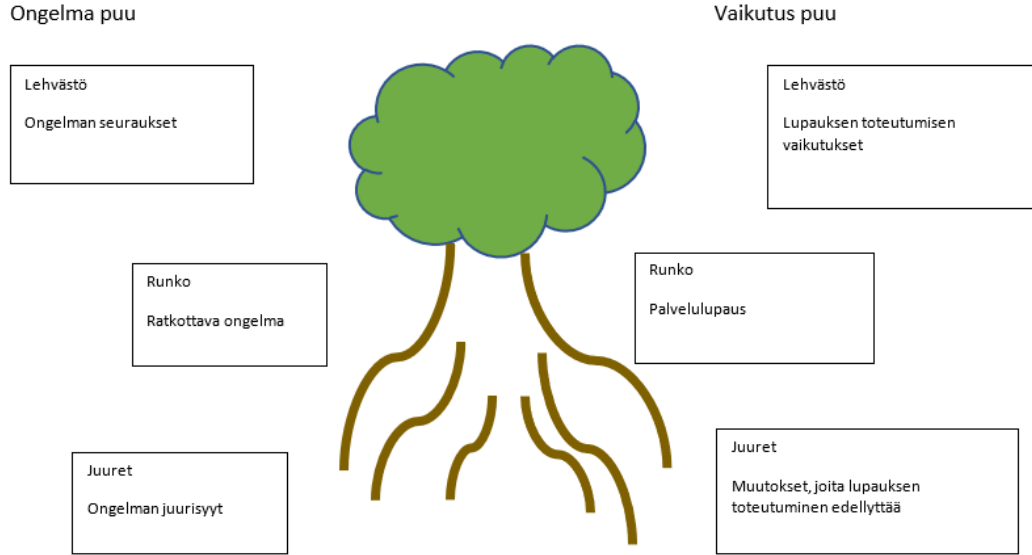 Ongelma puu
Vaikutus puu
Lehvästö
Ongelman seuraukset
Lehvästö
Lupauksen toteutumisen
vaikutukset
Runko
Ratkottava ongelma
Runko
Palvelulupaus
Juuret
Ongelman juurisyyt
Juuret
Muutokset, joita lupauksen
toteutuminen edellyttää